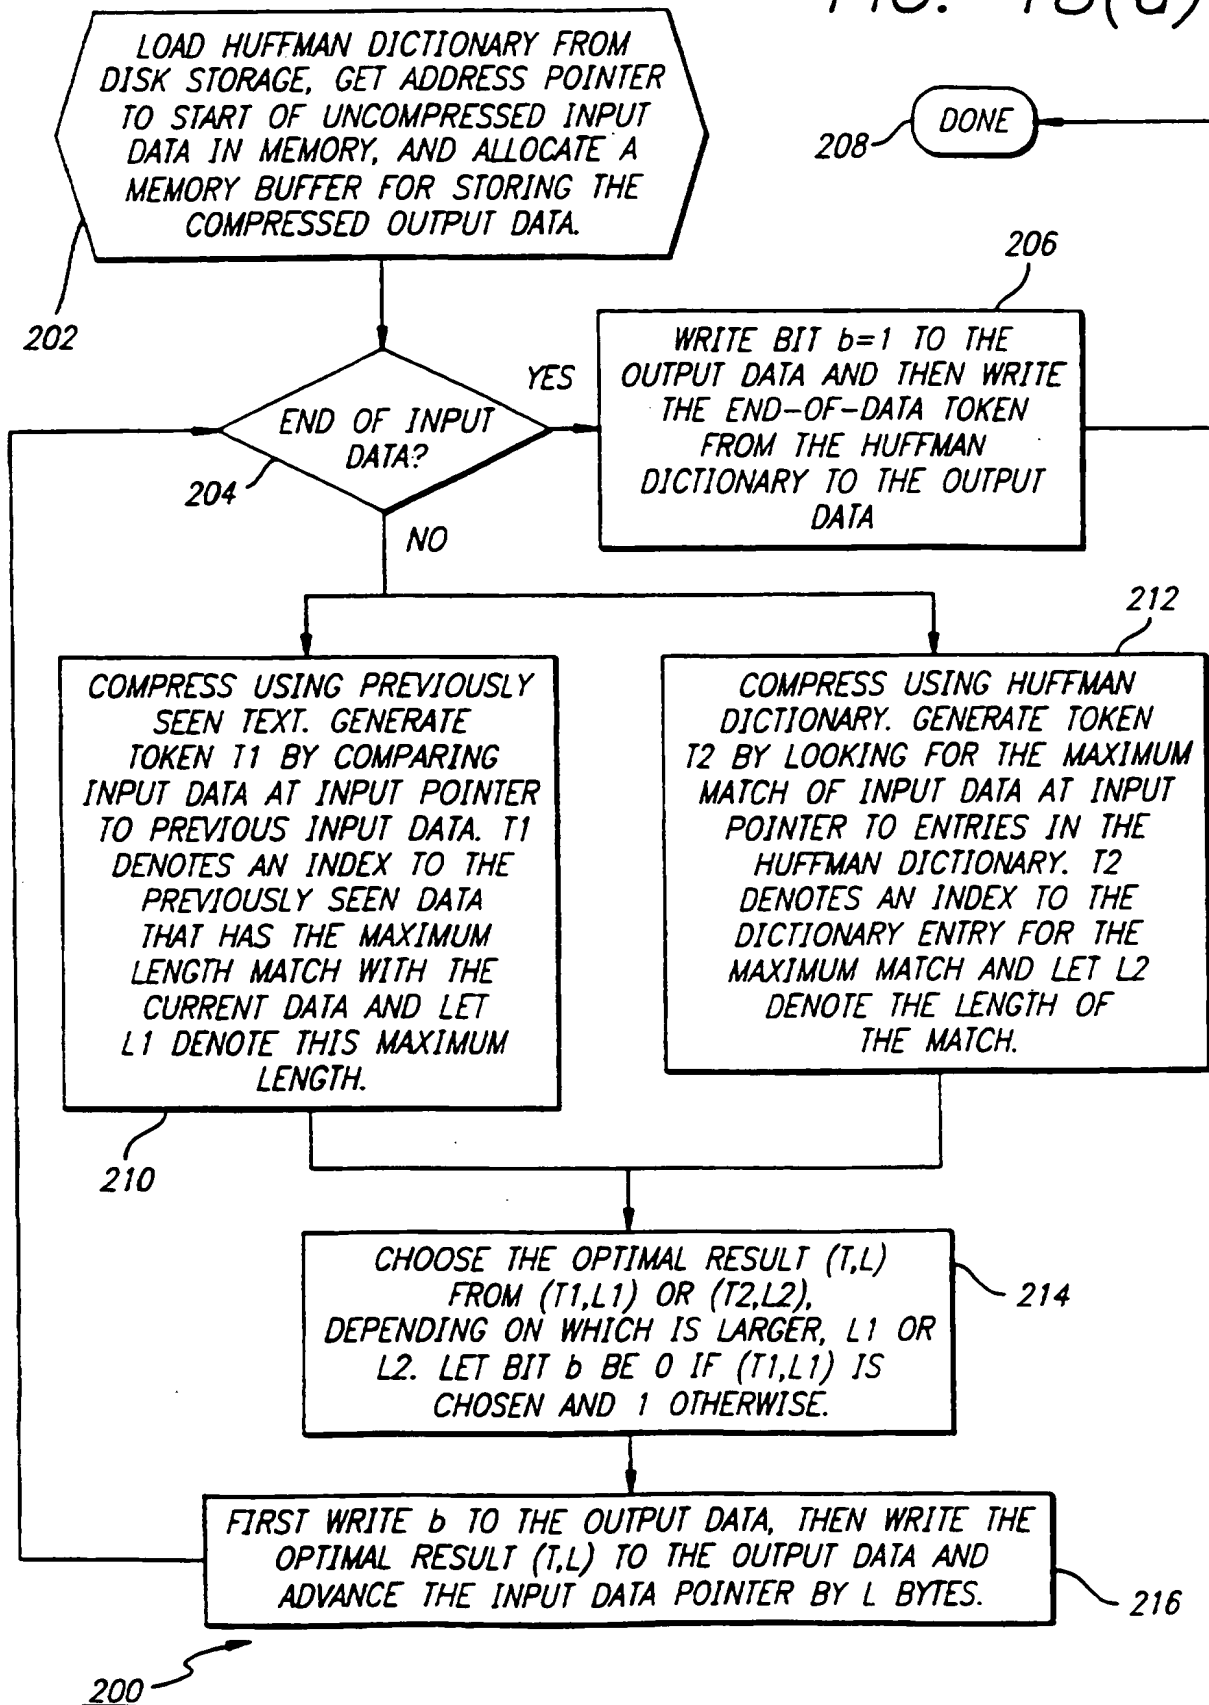 LOAD HUFFMAN DICTIONARY FROM
DISK STORAGE, GET ADDRESS POINTER
TO START OF UNCOMPRESSED INPUT
DATA IN MEMORY, AND ALLOCATE A
MEMORY BUFFER FOR STORING THE
COMPRESSED OUTPUT DATA.
202
DONE
208
END OF INPUT
DATA?
204
YES
NO
206
WRITE BIT b=1 TO THE
OUTPUT DATA AND THEN WRITE
THE END-OF-DATA TOKEN
FROM THE HUFFMAN
DICTIONARY TO THE OUTPUT
DATA
COMPRESS USING PREVIOUSLY
SEEN TEXT. GENERATE
TOKEN T1 BY COMPARING
INPUT DATA AT INPUT POINTER
TO PREVIOUS INPUT DATA. T1
DENOTES AN INDEX TO THE
PREVIOUSLY SEEN DATA
THAT HAS THE MAXIMUM
LENGTH MATCH WITH THE
CURRENT DATA AND LET
L1 DENOTE THIS MAXIMUM
LENGTH.
210
212
COMPRESS USING HUFFMAN
DICTIONARY. GENERATE TOKEN
T2 BY LOOKING FOR THE MAXIMUM
MATCH OF INPUT DATA AT INPUT
POINTER TO ENTRIES IN THE
HUFFMAN DICTIONARY. T2
DENOTES AN INDEX TO THE
DICTIONARY ENTRY FOR THE
MAXIMUM MATCH AND LET L2
DENOTE THE LENGTH OF
THE MATCH.
CHOOSE THE OPTIMAL RESULT (T,L)
FROM (T1,L1) OR (T2,L2),
DEPENDING ON WHICH IS LARGER, L1 OR
L2. LET BIT b BE 0 IF (T1,L1) IS
CHOSEN AND 1 OTHERWISE.
214
FIRST WRITE b TO THE OUTPUT DATA, THEN WRITE THE
OPTIMAL RESULT (T,L) TO THE OUTPUT DATA AND
ADVANCE THE INPUT DATA POINTER BY L BYTES.
216
200